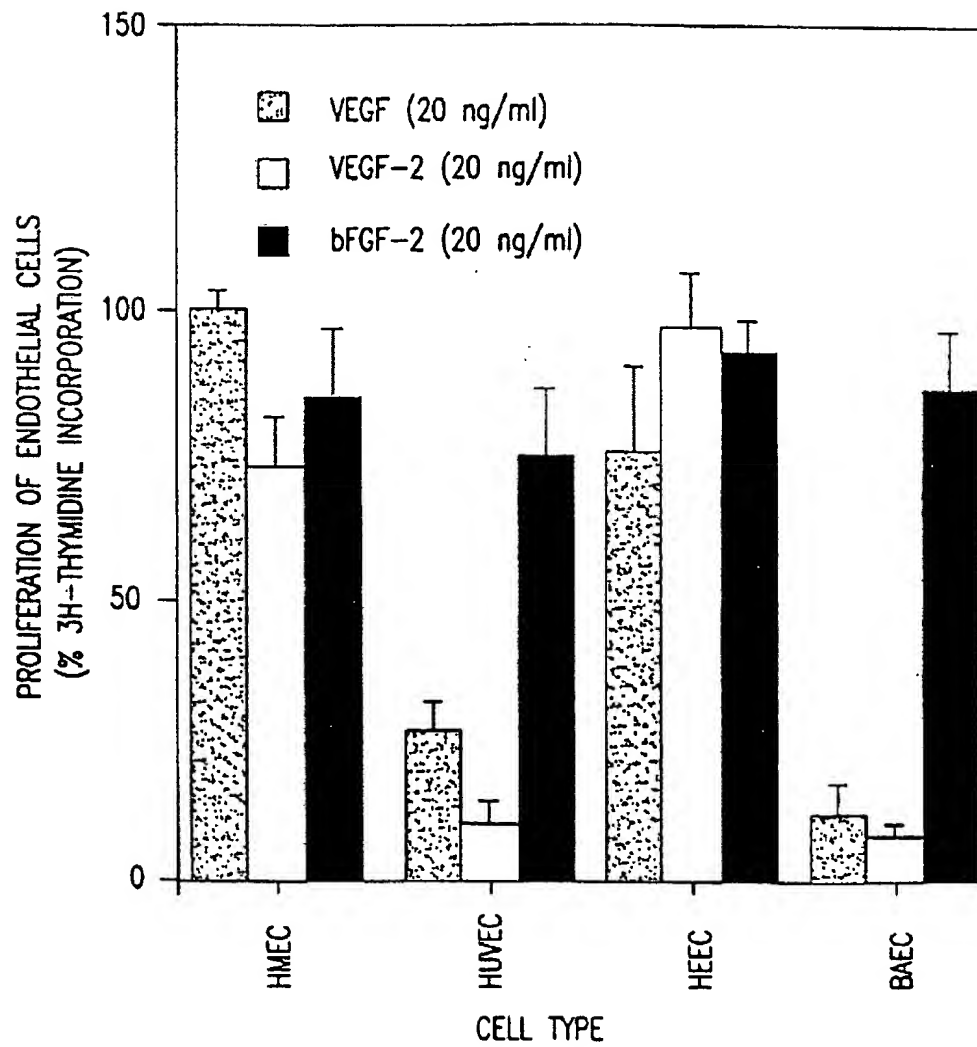 150
100
50
0
VEGF (20 ng/ml)
VEGF-2 (20 ng/ml)
bFGF-2 (20 ng/ml)
PROLIFERATION OF ENDOTHELIAL CELLS
(% 3H-THYMIDINE INCORPORATION)
HMEC
HUVEC
HEEC
BAEC
CELL TYPE